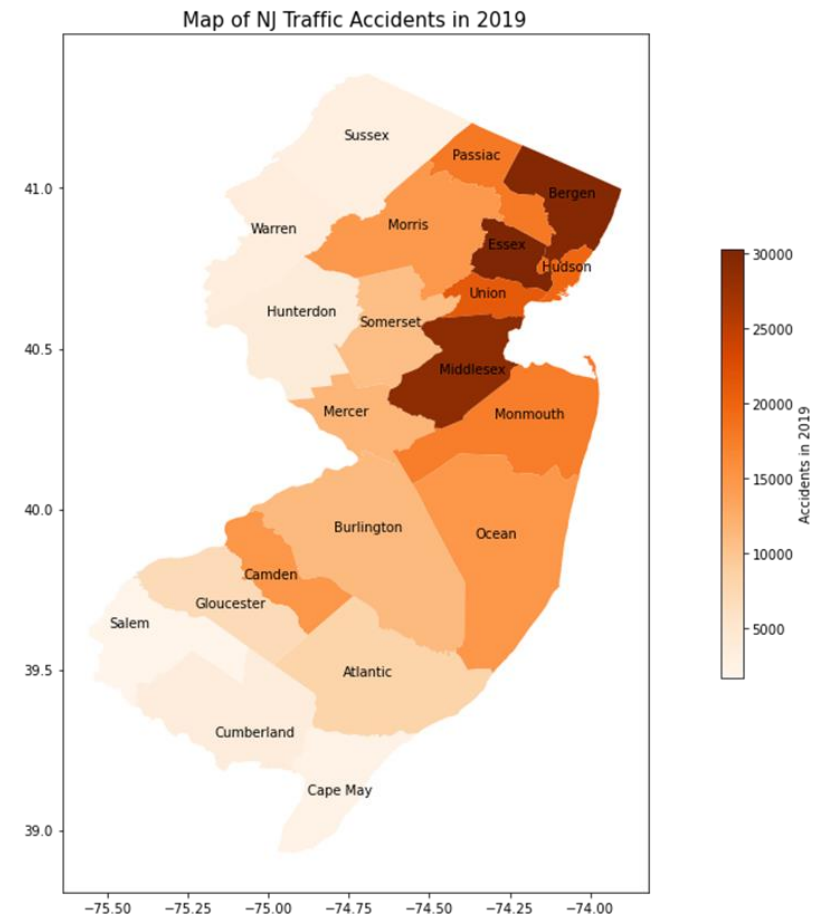 Map of NJ Traffic Accidents in 2019
Sussex
Passiac
41.0
Bergen
Warren
Morris
Essex
Hudson
30000
Union
Hunterdon
Somerset
25000
40.5
Middlesex
20000
Mercer
Monmouth
Accidents in 2019
15000
40.0
Burlington
Ocean
10000
Camden
Gloucester
Salem
5000
39.5
Atlantic
Cumberland
Cape May
39.0
−75.50 −75.25 −75.00 −74.75 −74.50 −74.25 −74.00